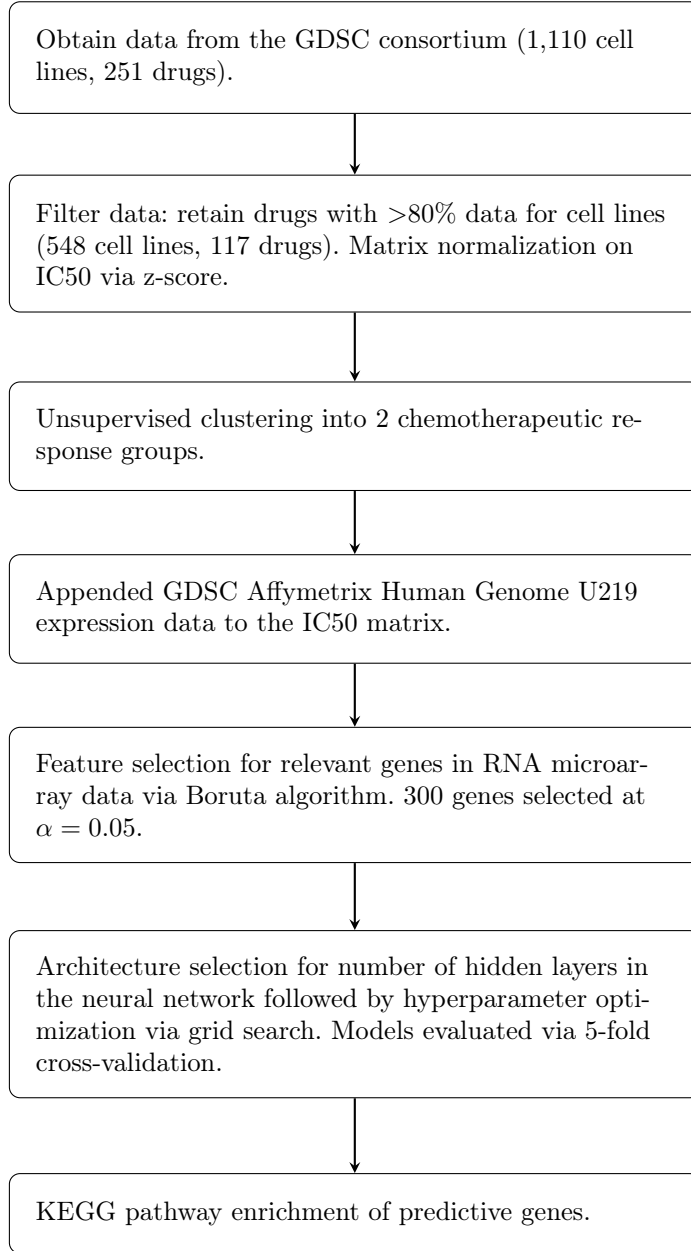 Obtain data from the GDSC consortium (1,110 cell
lines, 251 drugs).
Filter data: retain drugs with >80% data for cell lines
(548 cell lines, 117 drugs). Matrix normalization on
IC50 via z-score.
Unsupervised clustering into 2 chemotherapeutic re-
sponse groups.
Appended GDSC Affymetrix Human Genome U219
expression data to the IC50 matrix.
Feature selection for relevant genes in RNA microar-
ray data via Boruta algorithm. 300 genes selected at
α = 0.05.
Architecture selection for number of hidden layers in
the neural network followed by hyperparameter opti-
mization via grid search. Models evaluated via 5-fold
cross-validation.
KEGG pathway enrichment of predictive genes.